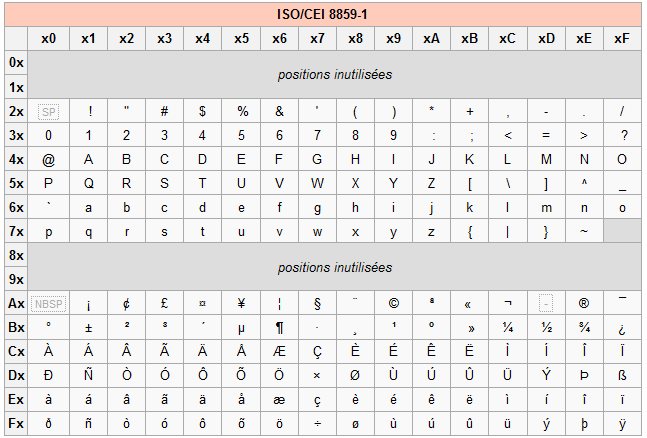 ISO/CEI 8859-1
x0 x1 x2 x3 x4 x5 x6 x7 x8 x9 xA xB xC xD xE xF
0x
positions inutilisées
1x
2x SP ! " # $ % & ' ( ) * + , - . /
3x 0 1 2 3 4 5 6 7 8 9 : ; < = > ?
4x @ A B C D E F G H I J K L M N O
5x P Q R S T U V W X Y Z [ \ ] ^ _
6x ` a b c d e f g h i j k l m n o
7x p q r s t u v w x y z { | } ~
8x
positions inutilisées
9x
Ax NBSP ¡ ¢ £ ¤ ¥ ¦ § ¨ © ª « ¬ - ® ¯
Bx ° ± ² ³ ´ µ ¶ · ¸ ¹ º » ¼ ½ ¾ ¿
Cx À Á Â Ã Ä Å Æ Ç È É Ê Ë Ì Í Î Ï
Dx Ð Ñ Ò Ó Ô Õ Ö × Ø Ù Ú Û Ü Ý Þ ß
Ex à á â ã ä å æ ç è é ê ë ì í î ï
Fx ð ñ ò ó ô õ ö ÷ ø ù ú û ü ý þ ÿ